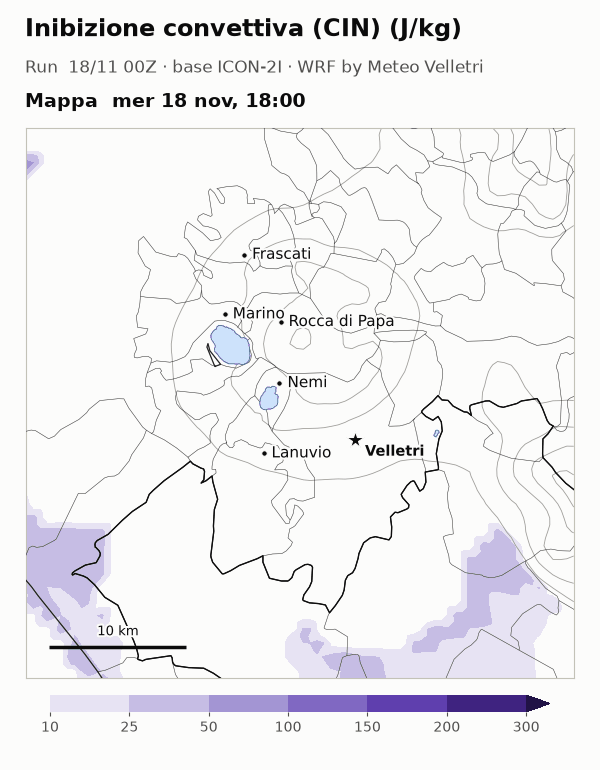 Inibizione convettiva (CIN) (J/kg)
Run  18/11 00Z · base ICON-2I · WRF by Meteo Velletri
Mappa  mer 18 nov, 18:00
Frascati
Marino
Rocca di Papa
Nemi
Velletri
Lanuvio
10 km
10 25 50 100 150 200 300